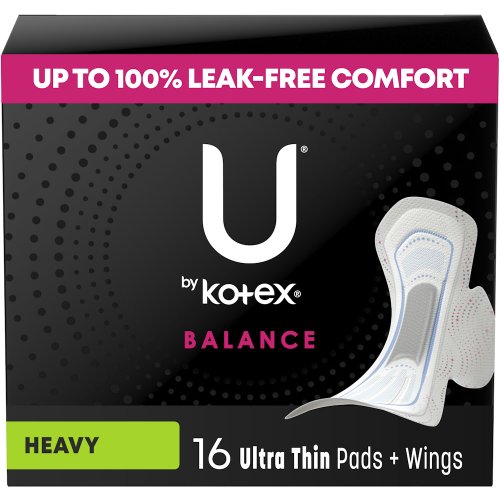 UP TO 100% LEAK-FREE COMFORT
U®
by Kotex®
BALANCE
HEAVY
16 Ultra Thin Pads + Wings